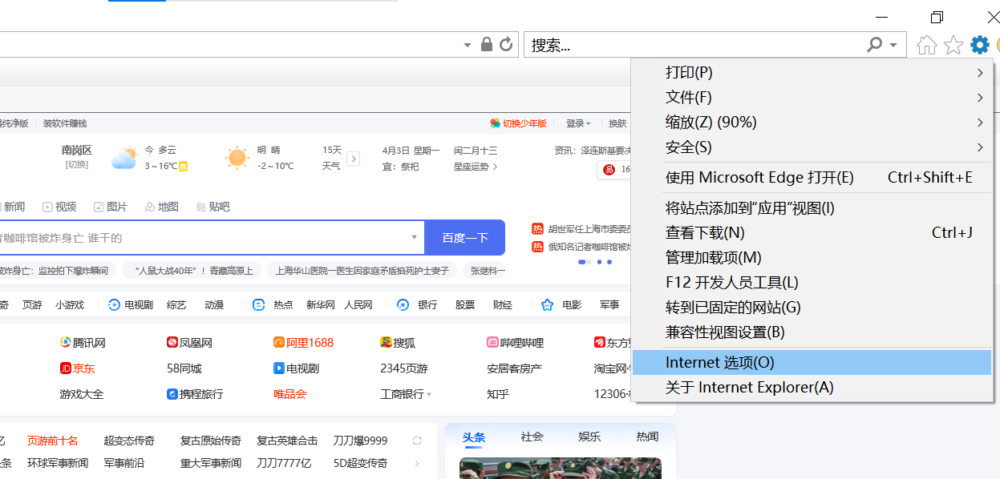 搜索...
打印(P)
文件(F)
缩放(Z) (90%)
安全(S)
使用 Microsoft Edge 打开(E) Ctrl+Shift+E
将站点添加到“应用”视图(I)
查看下载(N) Ctrl+J
管理加载项(M)
F12 开发人员工具(L)
转到已固定的网站(G)
兼容性视图设置(B)
Internet 选项(O)
关于 Internet Explorer(A)
纯净版 装软件赚钱 切换少年版 登录 换肤
南岗区 今 多云 明 晴 15天 4月3日 星期一 闰二月十三 资讯: 泽连斯基要决
[切换] 3~16℃ 良 -2~10℃ 天气 宜: 祭祀 星座运势
易 16
新闻 视频 图片 地图 贴吧
者咖啡馆被炸身亡 谁干的 百度一下
热 胡世军任上海市委委员
热 俄知名记者咖啡馆被炸
被炸身亡: 监控拍下爆炸瞬间 “人鼠大战40年”！青藏高原上 上海华山医院一医生因家庭矛盾掐死护士妻子 张继科一
奇 页游 小游戏 电视剧 综艺 动漫 热点 新华网 人民网 银行 股票 财经 电影 军事
腾讯网 凤凰网 阿里1688 搜狐 哔哩哔哩 东方
JD 京东 58同城 电视剧 2345页游 安居客房产 淘宝网
游戏大全 携程旅行 唯品会 工商银行 知乎 12306
亿 页游前十名 超变态传奇 复古原始传奇 复古英雄合击 刀刀爆9999
条 环球军事新闻 军事前沿 重大军事新闻 刀刀7777亿 5D超变传奇
头条 社会 娱乐 热闻